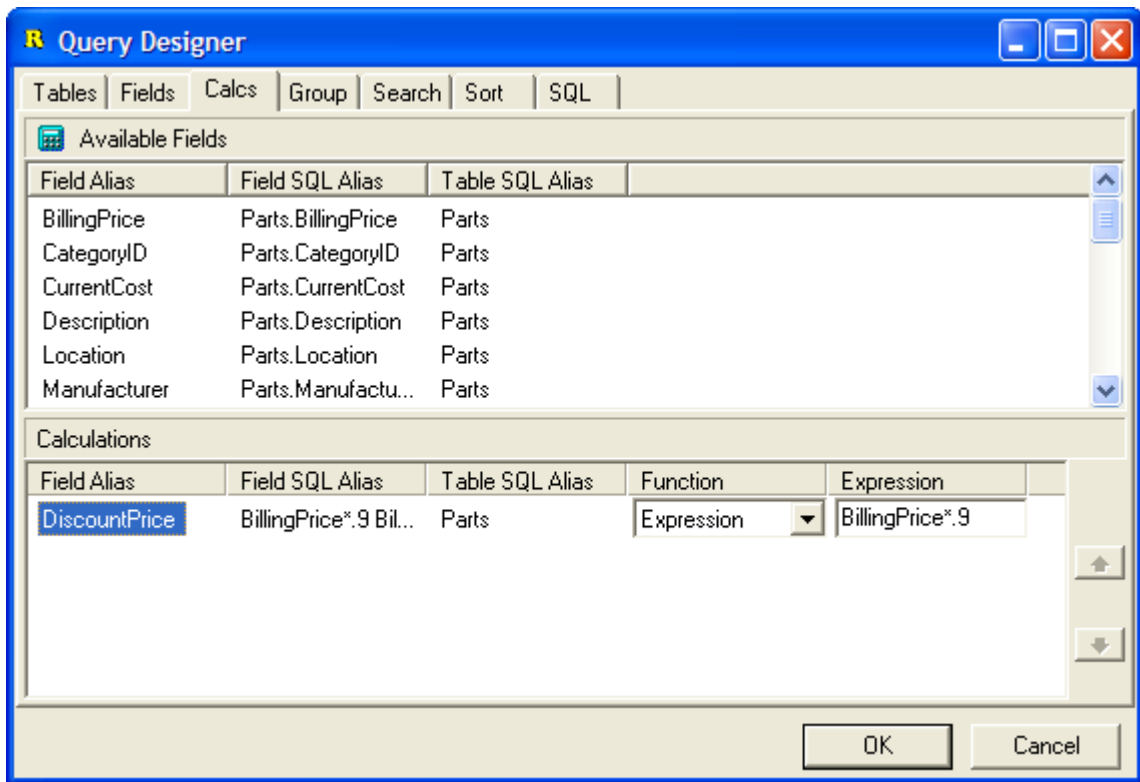 R Query Designer
Tables Fields Calcs Group Search Sort SQL
Available Fields
Field Alias Field SQL Alias Table SQL Alias
BillingPrice Parts.BillingPrice Parts
CategoryID Parts.CategoryID Parts
CurrentCost Parts.CurrentCost Parts
Description Parts.Description Parts
Location Parts.Location Parts
Manufacturer Parts.Manufactu... Parts
Calculations
Field Alias Field SQL Alias Table SQL Alias Function Expression
DiscountPrice BillingPrice*.9 Bil... Parts Expression BillingPrice*.9
OK Cancel